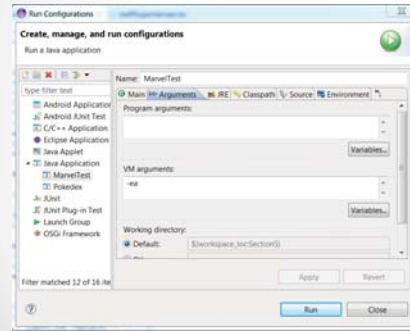 Run Configurations
Create, manage, and run configurations
Run a Java application
type filter text
Android Application
Android JUnit Test
C/C++ Application
Eclipse Application
Java Applet
Java Application
MarvelTest
Pokedex
JUnit
JUnit Plug-in Test
Launch Group
OSGi Framework
Filter matched 12 of 16 ite
Name: MarvelTest
Main Arguments JRE Classpath Source Environment
Program arguments:
Variables...
VM arguments:
-ea
Variables...
Working directory:
Default: ${workspace_loc:Section5}
Apply Revert
Run Close